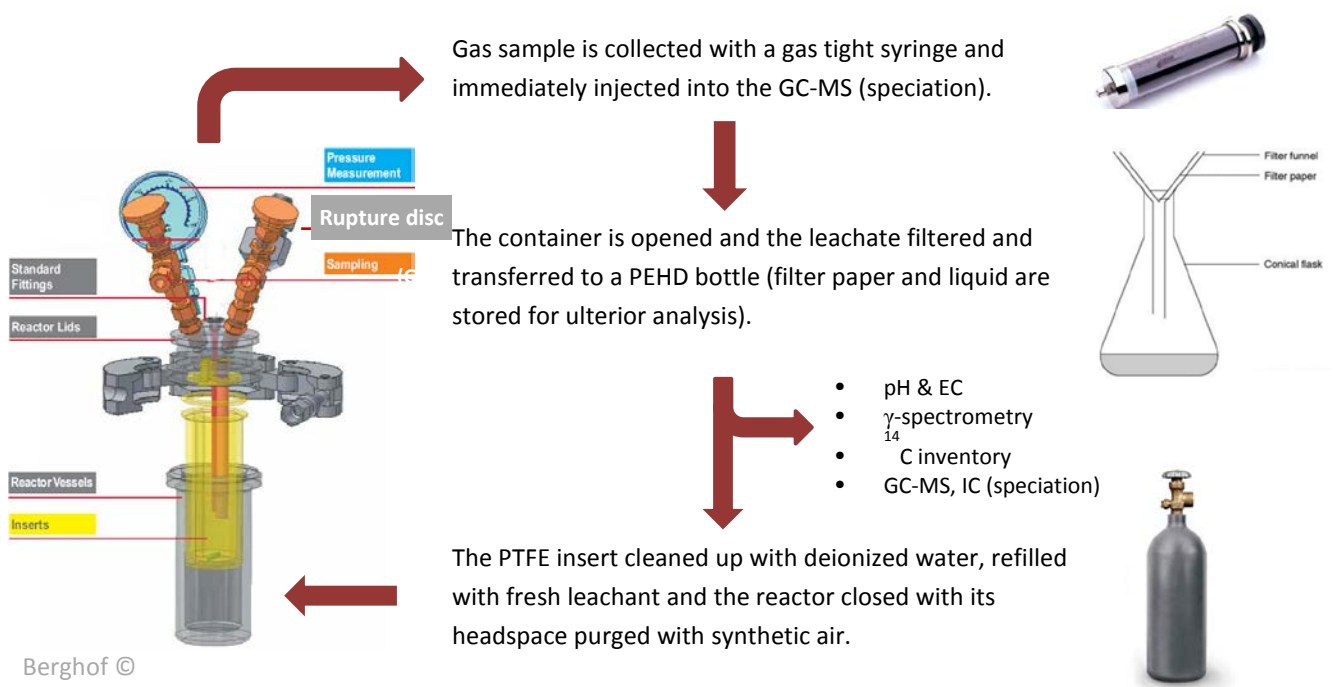 Gas sample is collected with a gas tight syringe and
immediately injected into the GC-MS (speciation).
Pressure
Measurement
Rupture disc
Sampling
(G
Standard
Fittings
Reactor Lids
Reactor Vessels
Inserts
Filter funnel
Filter paper
Conical flask
The container is opened and the leachate filtered and
transferred to a PEHD bottle (filter paper and liquid are
stored for ulterior analysis).
• pH & EC
• γ-spectrometry
• 14C inventory
• GC-MS, IC (speciation)
The PTFE insert cleaned up with deionized water, refilled
with fresh leachant and the reactor closed with its
headspace purged with synthetic air.
Berghof ©